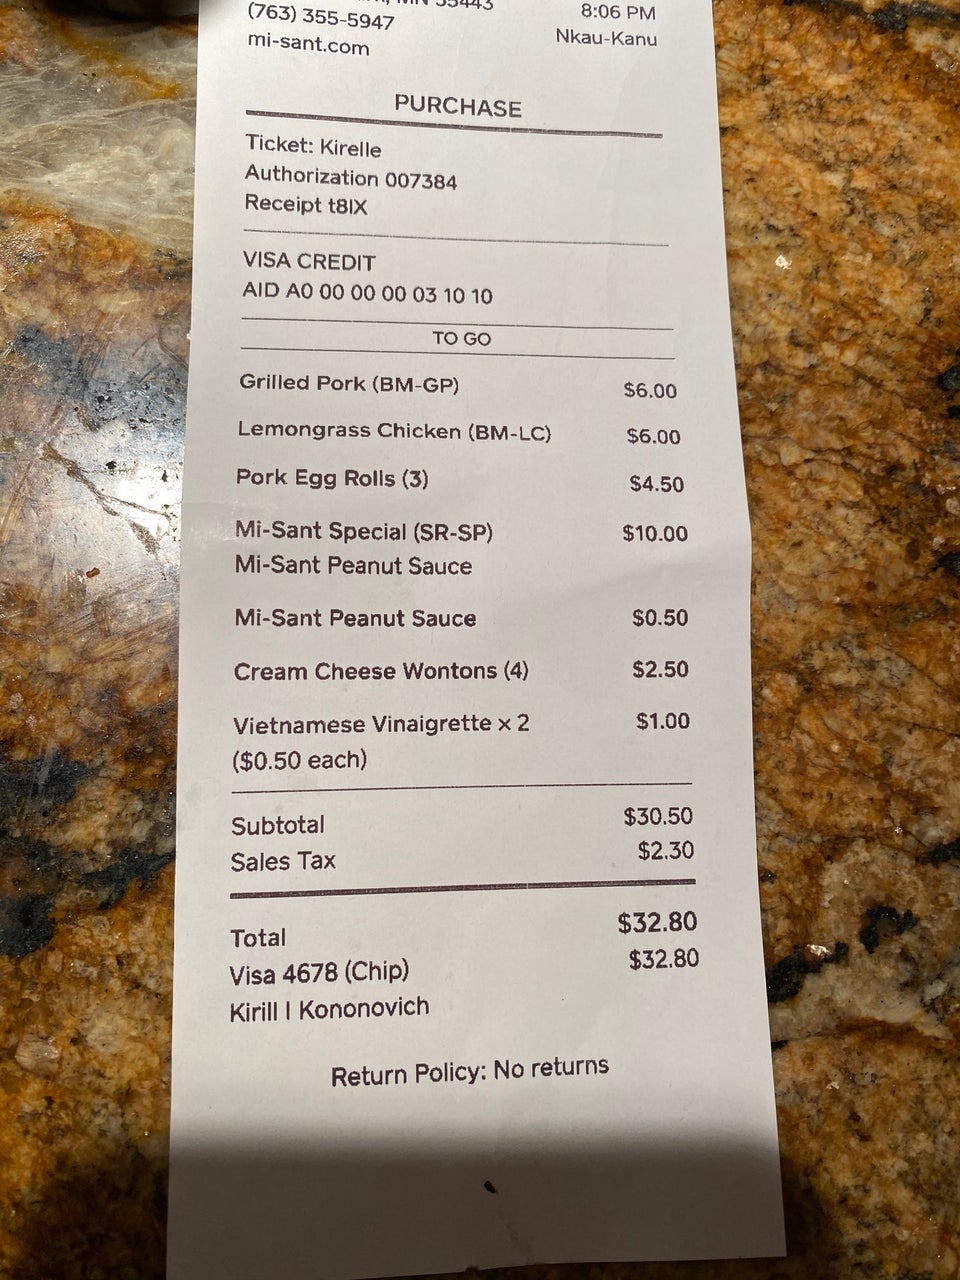 MN 55443
(763) 355-5947
8:06 PM
mi-sant.com
Nkau-Kanu
PURCHASE
Ticket: Kirelle
Authorization 007384
Receipt t8IX
VISA CREDIT
AID A0 00 00 00 03 10 10
TO GO
Grilled Pork (BM-GP) $6.00
Lemongrass Chicken (BM-LC) $6.00
Pork Egg Rolls (3) $4.50
Mi-Sant Special (SR-SP) $10.00
Mi-Sant Peanut Sauce
Mi-Sant Peanut Sauce $0.50
Cream Cheese Wontons (4) $2.50
Vietnamese Vinaigrette x 2 $1.00
($0.50 each)
Subtotal $30.50
Sales Tax $2.30
Total $32.80
Visa 4678 (Chip) $32.80
Kirill I Kononovich
Return Policy: No returns